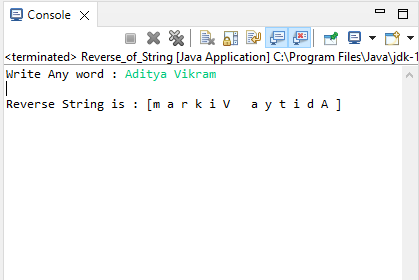 Console
<terminated> Reverse_of_String [Java Application] C:\Program Files\Java\jdk-1
Write Any word : Aditya Vikram
Reverse String is : [m a r k i V   a y t i d A ]